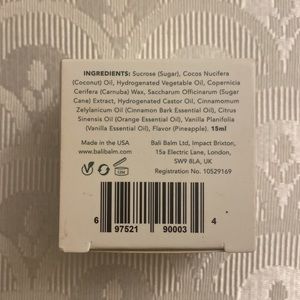 INGREDIENTS: Sucrose (Sugar), Cocos Nucifera
(Coconut) Oil, Hydrogenated Vegetable Oil, Copernicia
Cerifera (Carnuba) Wax, Saccharum Officinarum (Sugar
Cane) Extract, Hydrogenated Castor Oil, Cinnamomum
Zelylanicum Oil (Cinnamon Bark Essential Oil), Citrus
Sinensis Oil (Orange Essential Oil), Vanilla Planifolia
(Vanilla Essential Oil), Flavor (Pineapple). 15ml
Made in the USA
www.balibalm.com
Bali Balm Ltd, Impact Brixton,
15a Electric Lane, London,
SW9 8LA, UK
Registration No. 10529169
6 97521 90003 4